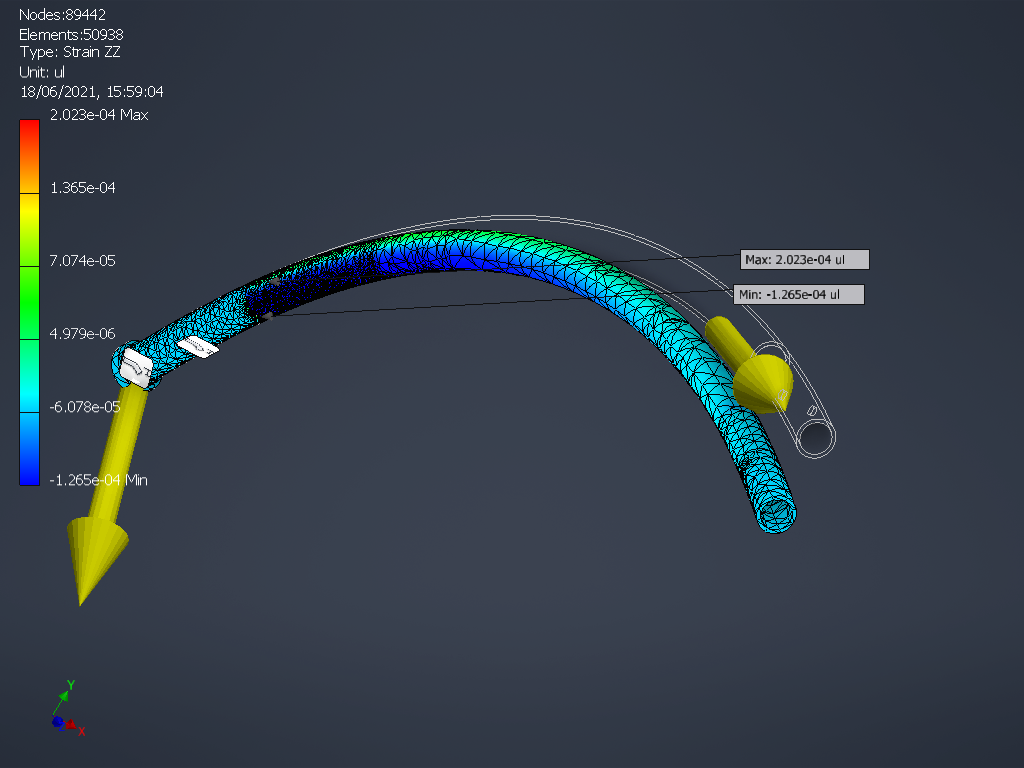 Nodes:89442
Elements:50938
Type: Strain ZZ
Unit: ul
18/06/2021, 15:59:04
2.023e-04 Max
1.365e-04
7.074e-05
4.979e-06
-6.078e-05
-1.265e-04 Min
Max: 2.023e-04 ul
Min: -1.265e-04 ul
Y
X